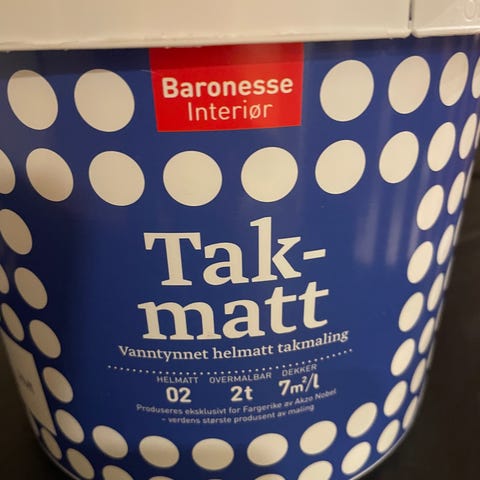 Baronesse
Interiør
Tak-
matt
Vanntynnet helmatt takmaling
HELMATT OVERMALBAR DEKKER
02 2t 7m²/l
Produseres eksklusivt for Fargerike av Akzo Nobel
- verdens største produsent av maling